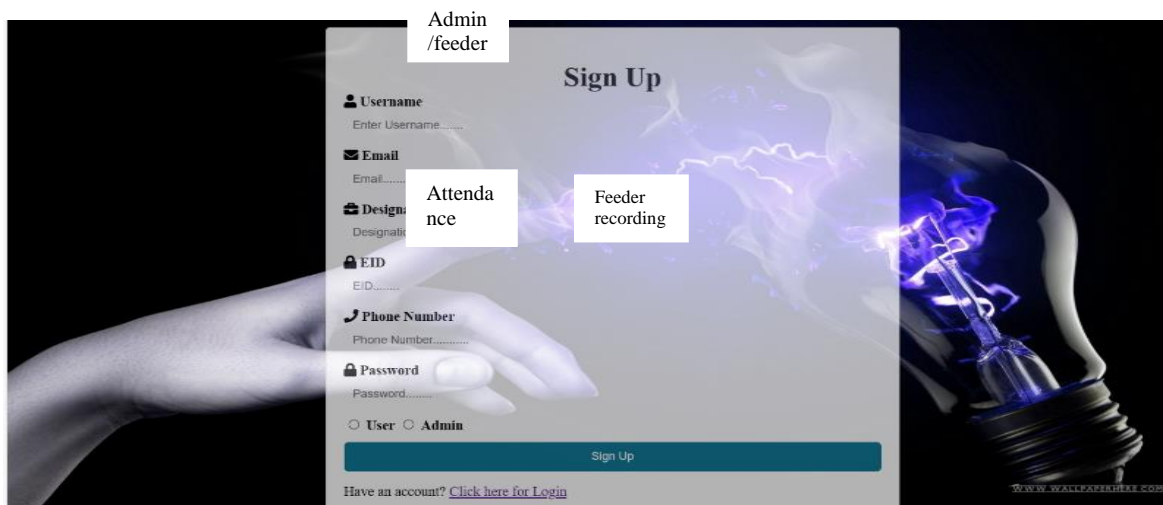 Admin
/feeder
Sign Up
Username
Enter Username.......
Email
Email........
Attenda
nce
Feeder
recording
Designa
Designatio
EID
EID........
Phone Number
Phone Number...........
Password
Password........
User Admin
Sign Up
Have an account? Click here for Login
WWW.WALLPAPERHERE.COM